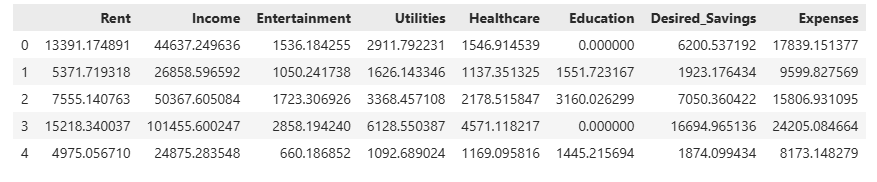 Rent Income Entertainment Utilities Healthcare Education Desired_Savings Expenses
0 13391.174891 44637.249636 1536.184255 2911.792231 1546.914539 0.000000 6200.537192 17839.151377
1 5371.719318 26858.596592 1050.241738 1626.143346 1137.351325 1551.723167 1923.176434 9599.827569
2 7555.140763 50367.605084 1723.306926 3368.457108 2178.515847 3160.026299 7050.360422 15806.931095
3 15218.340037 101455.600247 2858.194240 6128.550387 4571.118217 0.000000 16694.965136 24205.084664
4 4975.056710 24875.283548 660.186852 1092.689024 1169.095816 1445.215694 1874.099434 8173.148279